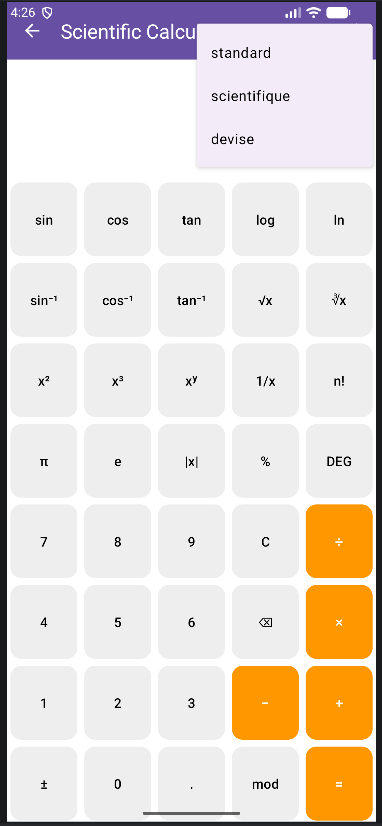 4:26
Scientific Calcu
standard
scientifique
devise
sin cos tan log ln
sin⁻¹ cos⁻¹ tan⁻¹ √x ∛x
x² x³ xʸ 1/x n!
π e |x| % DEG
7 8 9 C ÷
4 5 6 ⌫ ×
1 2 3 − +
± 0 . mod =